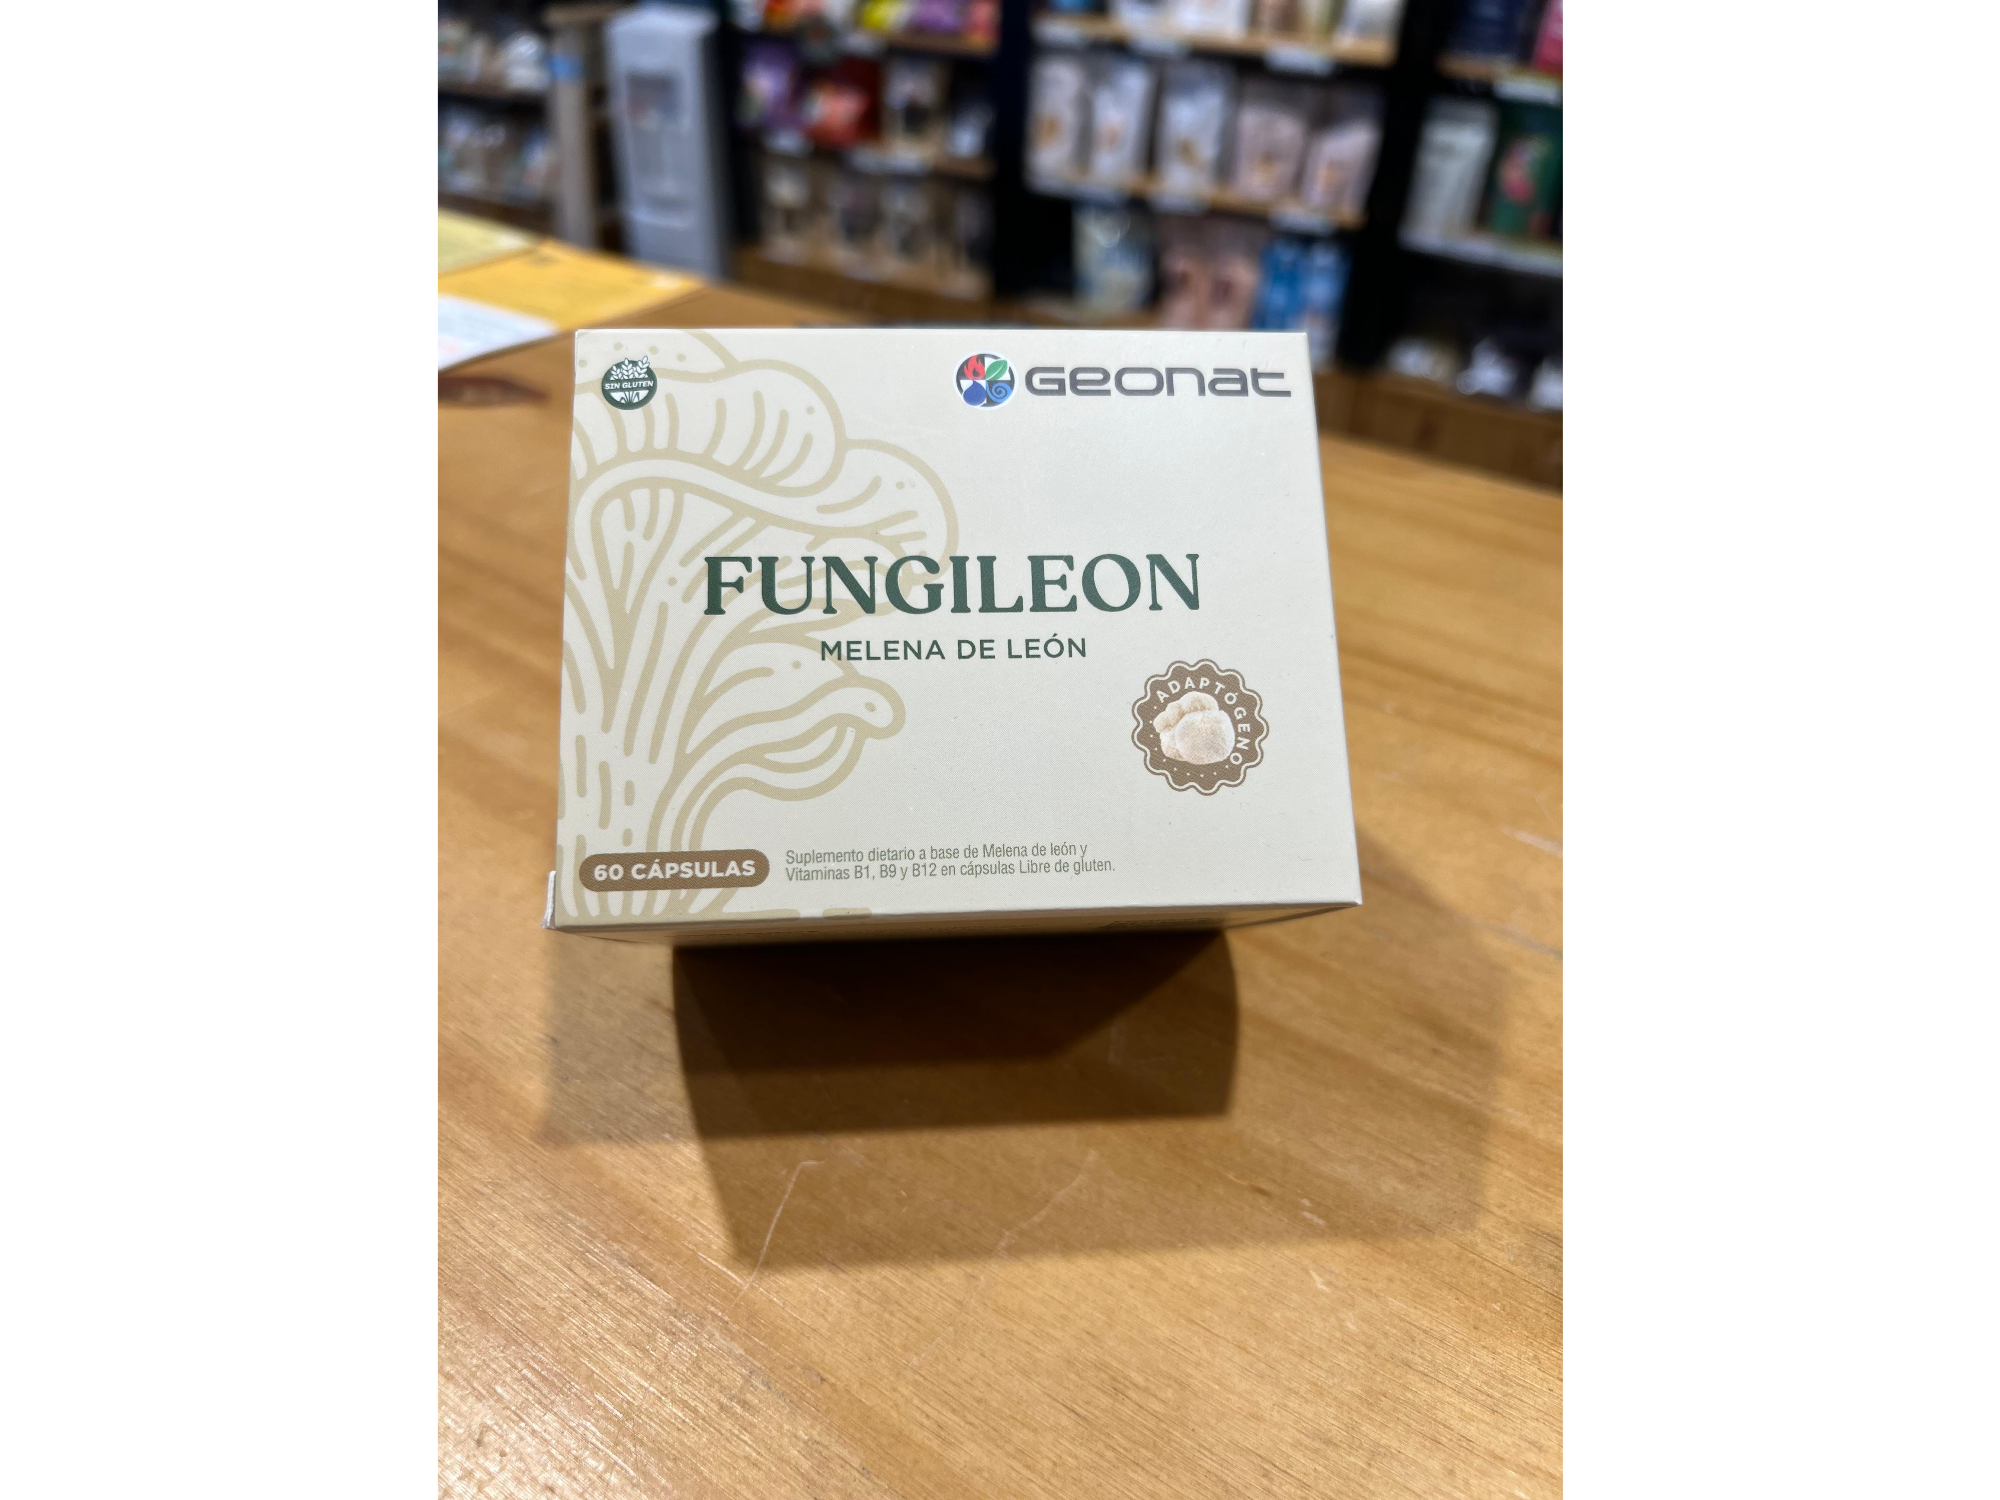 SIN GLUTEN
Geonat
FUNGILEON
MELENA DE LEÓN
ADAPTÓGENO
60 CÁPSULAS
Suplemento dietario a base de Melena de león y
Vitaminas B1, B9 y B12 en cápsulas Libre de gluten.